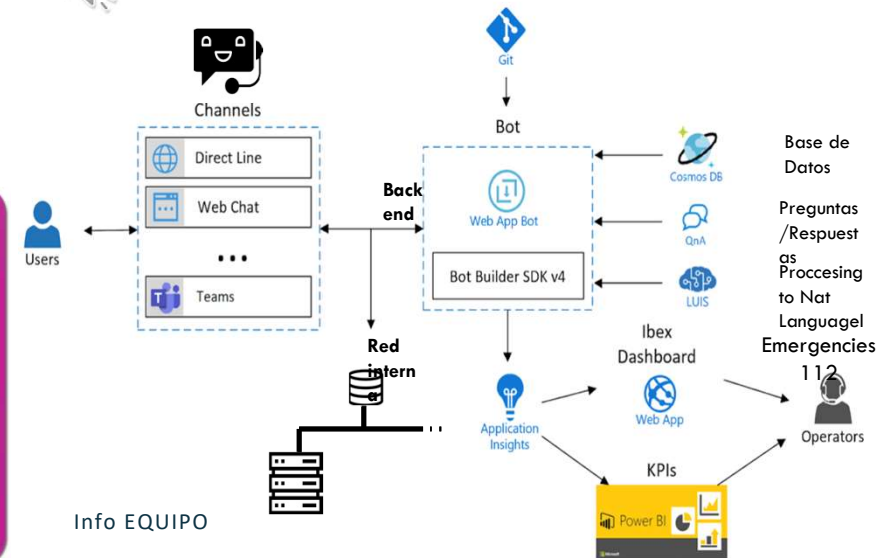 Git
Channels
Bot
Direct Line
Web Chat
...
Teams
Users
Back
end
Web App Bot
Bot Builder SDK v4
Cosmos DB
QnA
LUIS
Base de
Datos
Preguntas
/Respuest
as
Proccesing
to Nat
Languagel
Emergencies
112
Red
intern
a
Ibex
Dashboard
Web App
Application
Insights
Operators
KPIs
Power BI
Microsoft
Info EQUIPO